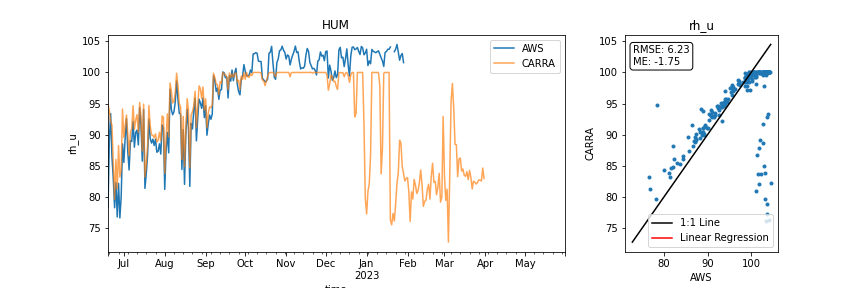 HUM
rh_u
105
100
95
90
85
80
75
rh_u
AWS
CARRA
Jul
Aug
Sep
Oct
Nov
Dec
Jan
2023
Feb
Mar
Apr
May
time
rh_u
RMSE: 6.23
ME: -1.75
105
100
95
90
85
80
75
CARRA
1:1 Line
Linear Regression
80
90
100
AWS